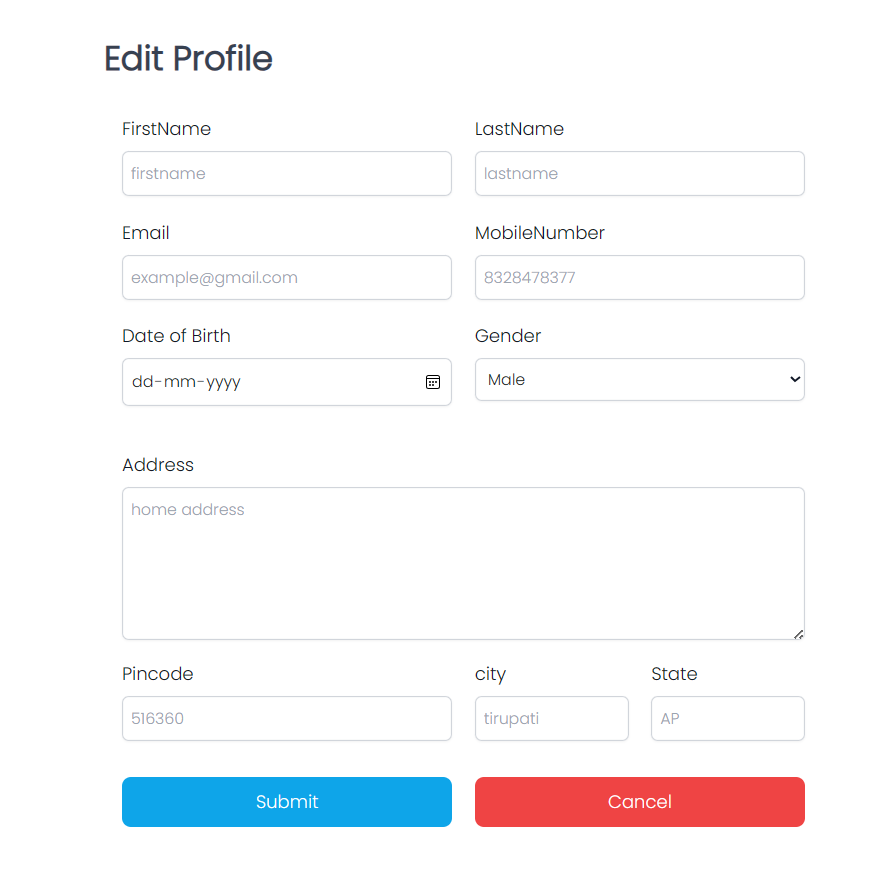 Edit Profile
FirstName LastName
firstname lastname
Email MobileNumber
example@gmail.com 8328478377
Date of Birth Gender
dd-mm-yyyy Male
Address
home address
Pincode city State
516360 tirupati AP
Submit Cancel